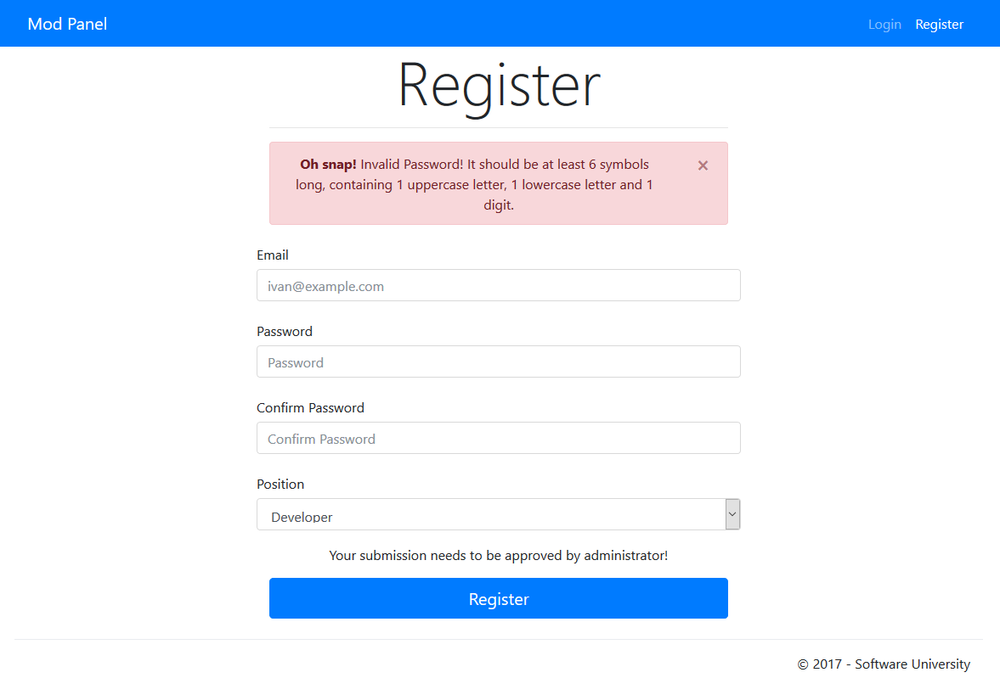 Mod Panel
Login
Register
Register
Oh snap! Invalid Password! It should be at least 6 symbols
long, containing 1 uppercase letter, 1 lowercase letter and 1
digit.
×
Email
ivan@example.com
Password
Password
Confirm Password
Confirm Password
Position
Developer
Your submission needs to be approved by administrator!
Register
© 2017 - Software University